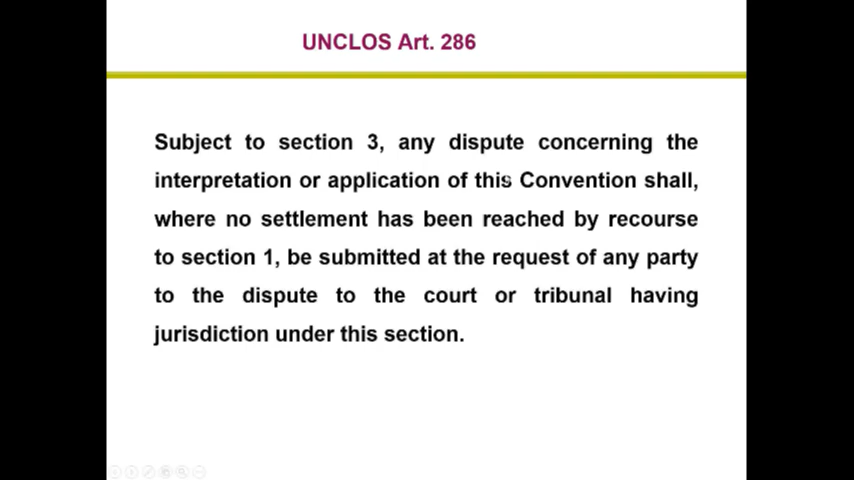 UNCLOS Art. 286
Subject to section 3, any dispute concerning the
interpretation or application of this Convention shall,
where no settlement has been reached by recourse
to section 1, be submitted at the request of any party
to the dispute to the court or tribunal having
jurisdiction under this section.